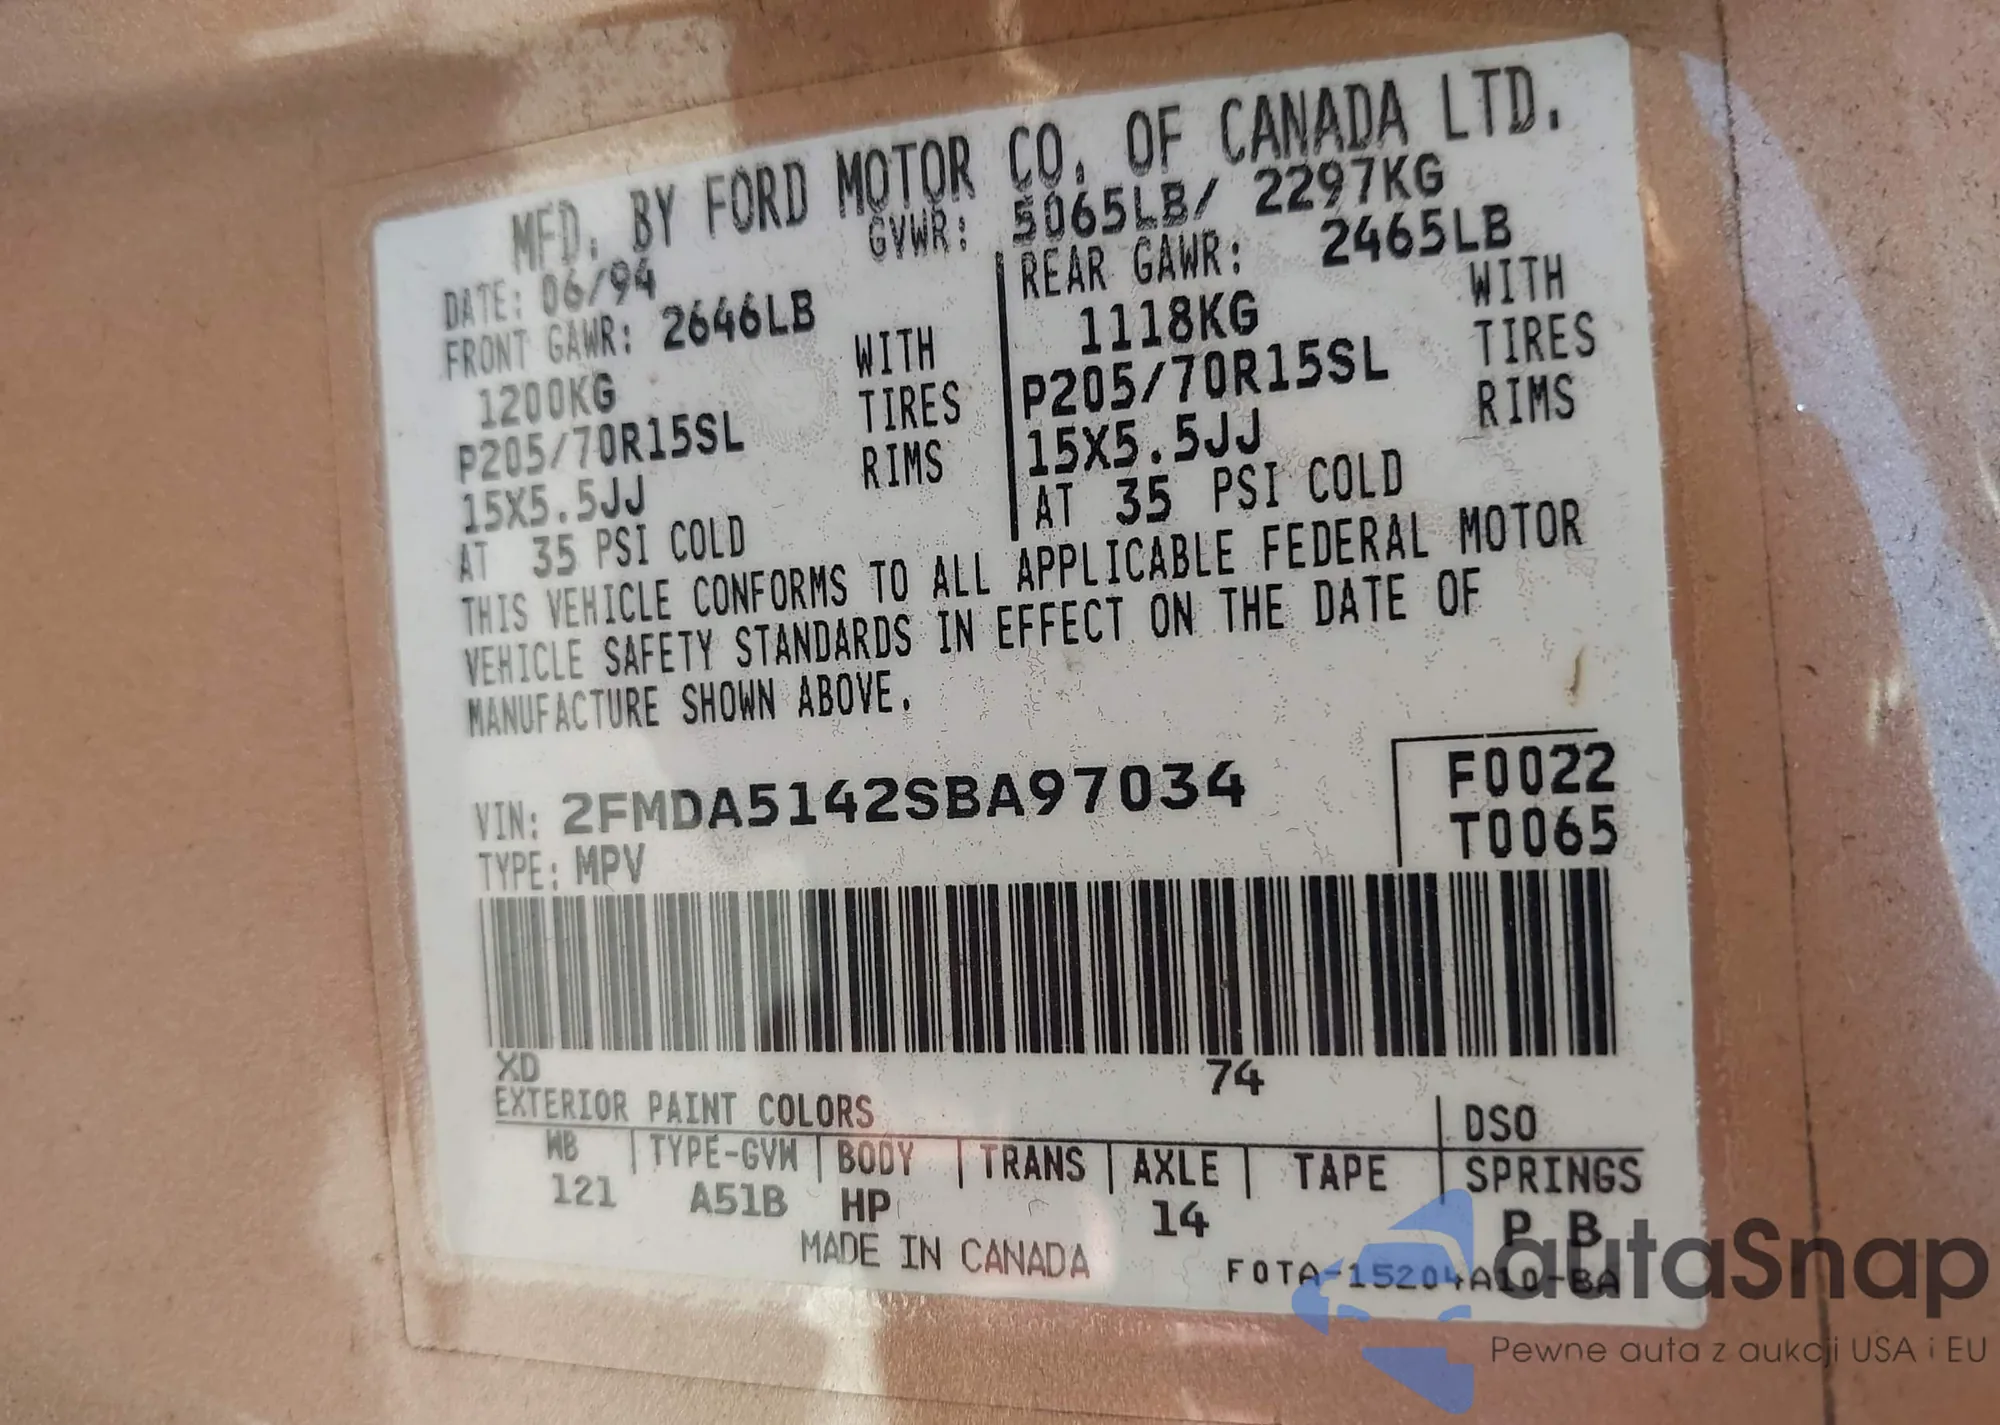 MFD. BY FORD MOTOR CO. OF CANADA LTD.
DATE: 06/94 GVWR: 5065LB/ 2297KG
FRONT GAWR: 2646LB REAR GAWR: 2465LB
1200KG WITH 1118KG WITH
P205/70R15SL TIRES P205/70R15SL TIRES
15X5.5JJ RIMS 15X5.5JJ RIMS
AT 35 PSI COLD AT 35 PSI COLD
THIS VEHICLE CONFORMS TO ALL APPLICABLE FEDERAL MOTOR
VEHICLE SAFETY STANDARDS IN EFFECT ON THE DATE OF
MANUFACTURE SHOWN ABOVE.
F0022
VIN: 2FMDA5142SBA97034 T0065
TYPE: MPV
XD 74
EXTERIOR PAINT COLORS DSO
WB TYPE-GVW BODY TRANS AXLE TAPE SPRINGS
121 A51B HP 14 P B
MADE IN CANADA F0TA-15204A10-BA
autaSnap
Pewne auta z aukcji USA i EU